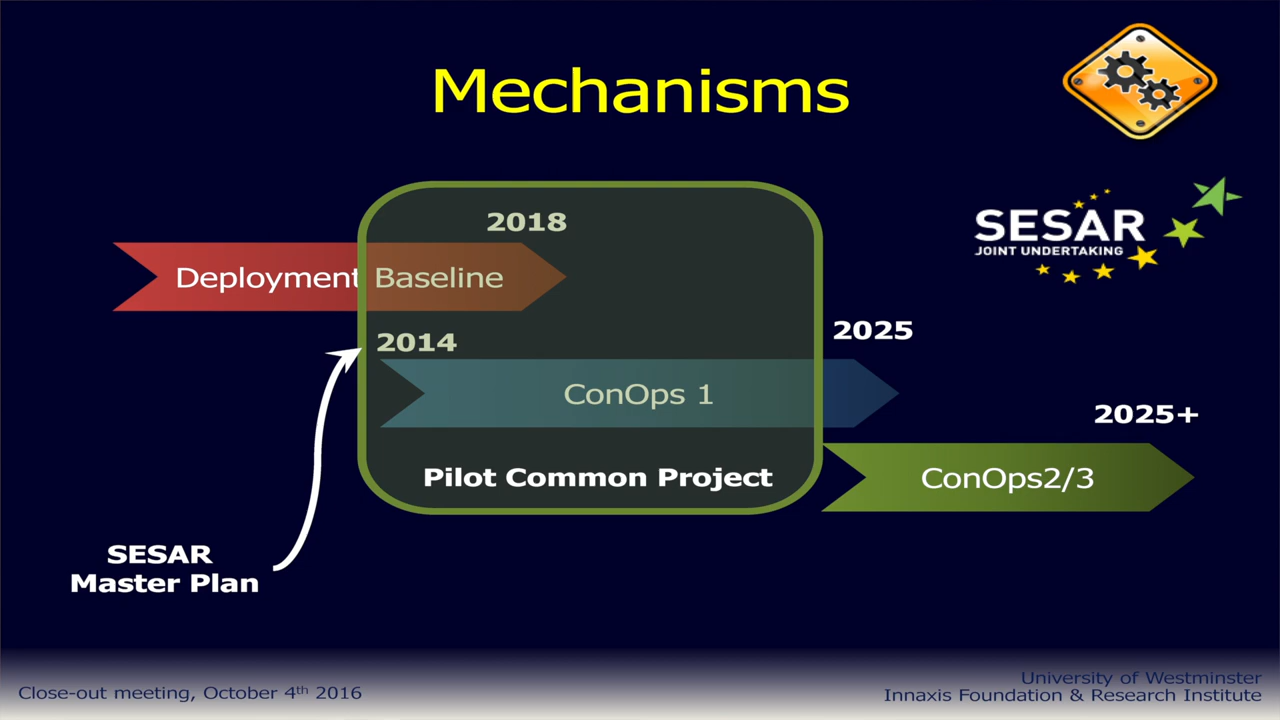 Mechanisms
SESAR
JOINT UNDERTAKING
2018
Deployment Baseline
2014
2025
ConOps 1
2025+
Pilot Common Project
ConOps2/3
SESAR
Master Plan
Close-out meeting, October 4th 2016
University of Westminster
Innaxis Foundation & Research Institute